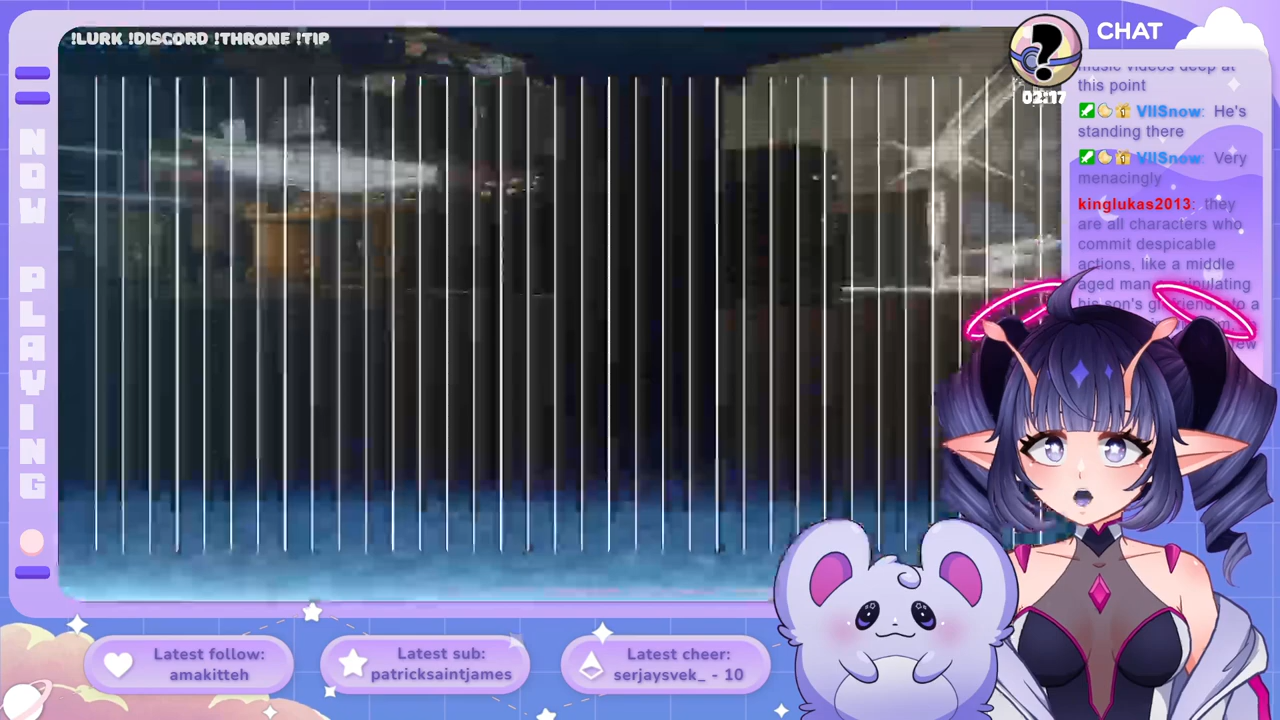 !LURK !DISCORD !THRONE !TIP
02:17
CHAT
music videos deep at
this point
VIISnow: He's
standing there
VIISnow: Very
menacingly
kinglukas2013: they
are all characters who
commit despicable
actions, like a middle
aged man
his son's
NOW PLAYING
Latest follow:
amakitteh
Latest sub:
patricksaintjames
Latest cheer:
serjaysvek_ - 10